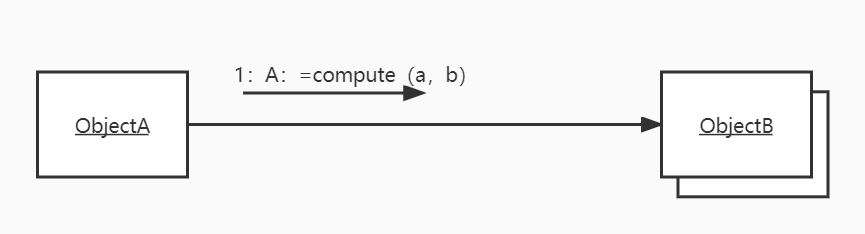 1: A: =compute (a, b)
ObjectA
ObjectB